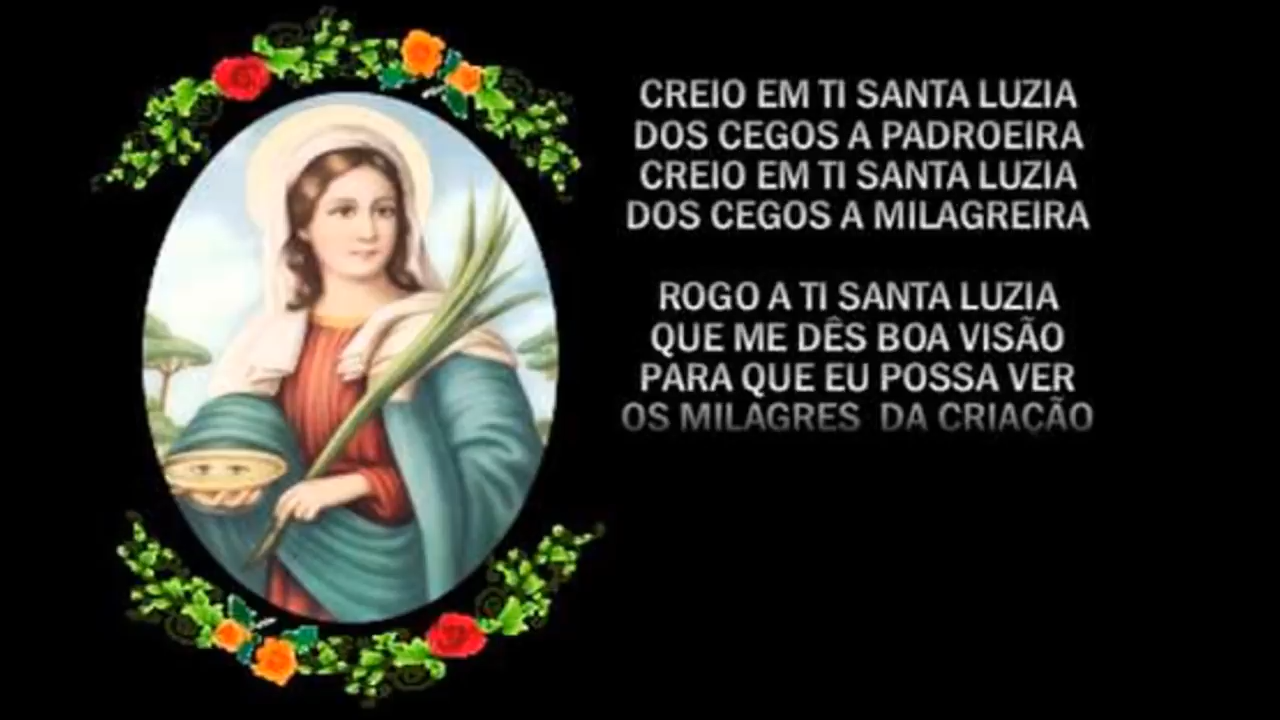 CREIO EM TI SANTA LUZIA
DOS CEGOS A PADROEIRA
CREIO EM TI SANTA LUZIA
DOS CEGOS A MILAGREIRA
ROGO A TI SANTA LUZIA
QUE ME DÊS BOA VISÃO
PARA QUE EU POSSA VER
OS MILAGRES DA CRIAÇÃO